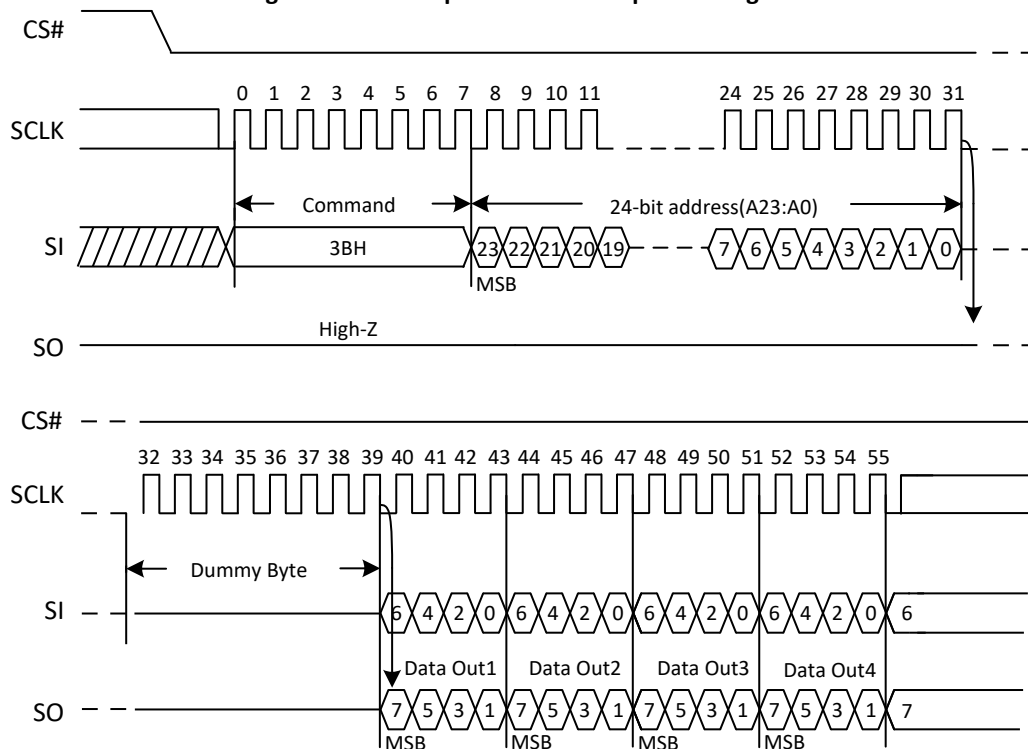 CS#
0 1 2 3 4 5 6 7 8 9 10 11 24 25 26 27 28 29 30 31
SCLK
Command 24-bit address(A23:A0)
SI 3BH 23 22 21 20 19 7 6 5 4 3 2 1 0
MSB
High-Z
SO
CS#
32 33 34 35 36 37 38 39 40 41 42 43 44 45 46 47 48 49 50 51 52 53 54 55
SCLK
Dummy Byte
SI 6 4 2 0 6 4 2 0 6 4 2 0 6 4 2 0 6
Data Out1 Data Out2 Data Out3 Data Out4
SO 7 5 3 1 7 5 3 1 7 5 3 1 7 5 3 1 7
MSB MSB MSB MSB